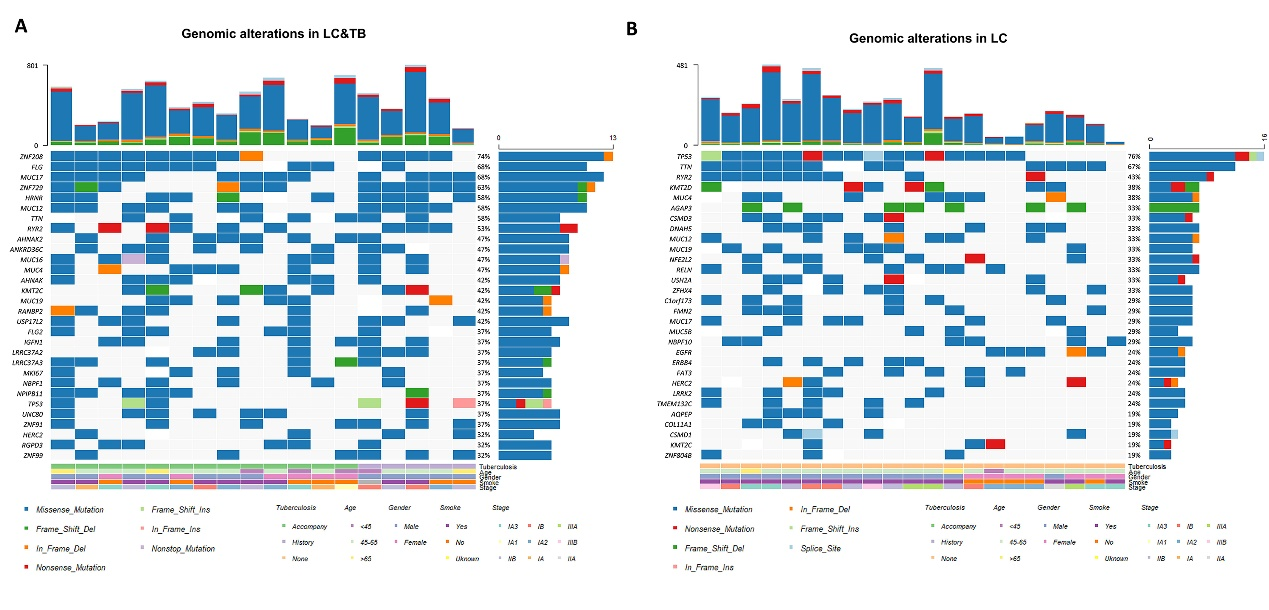 A
Genomic alterations in LC&TB
801
0
0 13
ZNF208 74%
FLG 68%
MUC17 68%
ZNF729 63%
HRNR 58%
MUC12 58%
TTN 58%
RYR2 53%
AHNAK2 47%
ANKRD36C 47%
MUC16 47%
MUC4 47%
AHNAK 42%
KMT2C 42%
MUC19 42%
RANBP2 42%
USP17L2 42%
FLG2 37%
IGFN1 37%
LRRC37A2 37%
LRRC37A3 37%
MKI67 37%
NBPF1 37%
NPIPB11 37%
TP53 37%
UNC80 37%
ZNF91 37%
HERC2 32%
RGPD3 32%
ZNF99 32%
Tuberculosis
Age
Gender
Smoke
Stage
Missense_Mutation
Frame_Shift_Del
In_Frame_Del
Nonsense_Mutation
Frame_Shift_Ins
In_Frame_Ins
Nonstop_Mutation
Tuberculosis Age Gender Smoke Stage
Accompany <45 Male Yes IA3 IB IIIA
History 45-65 Female No IA1 IA2 IIIB
None >65 Uknown IIB IA IIA
B
Genomic alterations in LC
481
0
0 16
TP53 76%
TTN 67%
RYR2 43%
KMT2D 38%
MUC4 38%
AGAP3 33%
CSMD3 33%
DNAH5 33%
MUC12 33%
MUC19 33%
NFE2L2 33%
RELN 33%
USH2A 33%
ZFHX4 33%
C1orf173 29%
FMN2 29%
MUC17 29%
MUC5B 29%
NBPF10 29%
EGFR 24%
ERBB4 24%
FAT3 24%
HERC2 24%
LRRK2 24%
TMEM132C 24%
AQPEP 19%
COL11A1 19%
CSMD1 19%
KMT2C 19%
ZNF804B 19%
Tuberculosis
Age
Gender
Smoke
Stage
Missense_Mutation
Nonsense_Mutation
Frame_Shift_Del
In_Frame_Ins
In_Frame_Del
Frame_Shift_Ins
Splice_Site
Tuberculosis Age Gender Smoke Stage
Accompany <45 Male Yes IA3 IB IIIA
History 45-65 Female No IA1 IA2 IIIB
None >65 Uknown IIB IA IIA